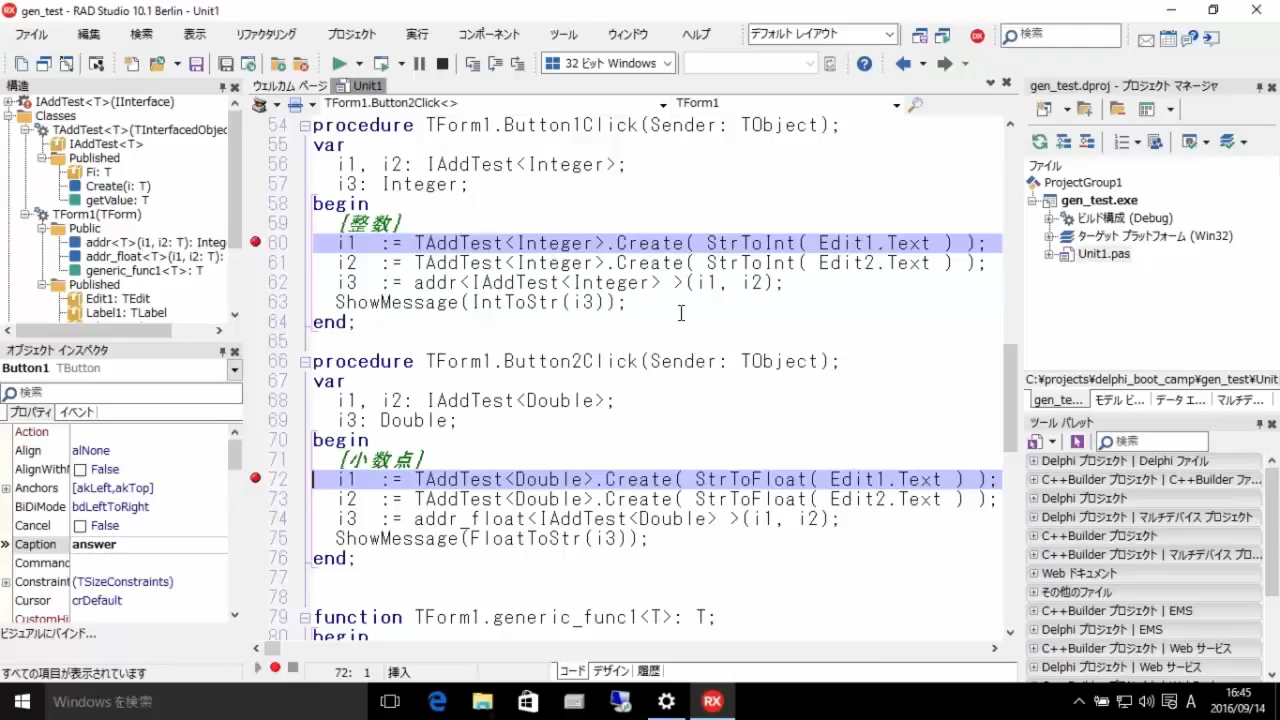 gen_test - RAD Studio 10.1 Berlin - Unit1
ファイル 編集 検索 表示 リファクタリング プロジェクト 実行 コンポーネント ツール ウィンドウ ヘルプ デフォルト レイアウト 検索
32 ビット Windows
構造
IAddTest<T>(IInterface)
Classes
TAddTest<T>(TInterfacedObjec
IAddTest<T>
Published
Fi: T
Create(i: T)
getValue: T
TForm1(TForm)
Public
addr<T>(i1, i2: T): Integ
addr_float<T>(i1, i2: T):
generic_func1<T>: T
Published
Edit1: TEdit
Label1: TLabel
オブジェクト インスペクタ
Button1 TButton
検索
プロパティ イベント
Action
Align alNone
AlignWithM False
Anchors [akLeft,akTop]
BiDiMode bdLeftToRight
Cancel False
» Caption answer
Comman
Constraint (TSizeConstraints)
Cursor crDefault
CustomHi
ビジュアルにバインド...
すべての項目が表示されています
ウェルカム ページ Unit1
TForm1.Button2Click<> TForm1
54 procedure TForm1.Button1Click(Sender: TObject);
55 var
56 i1, i2: IAddTest<Integer>;
57 i3: Integer;
58 begin
59 {整数}
60 i1 := TAddTest<Integer>.Create( StrToInt( Edit1.Text ) );
61 i2 := TAddTest<Integer>.Create( StrToInt( Edit2.Text ) );
62 i3 := addr<IAddTest<Integer> >(i1, i2);
63 ShowMessage(IntToStr(i3));
64 end;
65
66 procedure TForm1.Button2Click(Sender: TObject);
67 var
68 i1, i2: IAddTest<Double>;
69 i3: Double;
70 begin
71 {小数点}
72 i1 := TAddTest<Double>.Create( StrToFloat( Edit1.Text ) );
73 i2 := TAddTest<Double>.Create( StrToFloat( Edit2.Text ) );
74 i3 := addr_float<IAddTest<Double> >(i1, i2);
75 ShowMessage(FloatToStr(i3));
76 end;
77
78
79 function TForm1.generic_func1<T>: T;
80 begin
72: 1 挿入 コード デザイン 履歴
gen_test.dproj - プロジェクト マネージャ
ファイル
ProjectGroup1
gen_test.exe
ビルド構成 (Debug)
ターゲット プラットフォーム (Win32)
Unit1.pas
C:¥projects¥delphi_boot_camp¥gen_test¥Unit
gen_te... モデル ビ... データ エ... マルチデ...
ツール パレット
検索
Delphi プロジェクト | Delphi ファイル
C++Builder プロジェクト | C++Builder ファ...
Delphi プロジェクト
Delphi プロジェクト | マルチデバイス プロジェクト
C++Builder プロジェクト
C++Builder プロジェクト | マルチデバイス プロ...
Web ドキュメント
その他のファイル
C++Builder プロジェクト | EMS
Delphi プロジェクト | EMS
C++Builder プロジェクト | Web サービス
Delphi プロジェクト | Web サービス
Windows を検索
A
16:45
2016/09/14